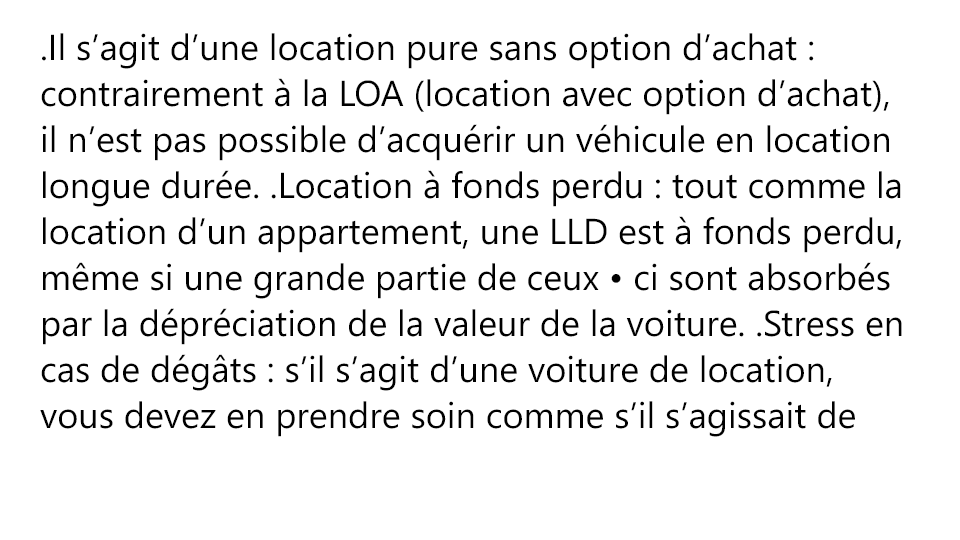 .Il s’agit d’une location pure sans option d’achat :
contrairement à la LOA (location avec option d’achat),
il n’est pas possible d’acquérir un véhicule en location
longue durée. .Location à fonds perdu : tout comme la
location d’un appartement, une LLD est à fonds perdu,
même si une grande partie de ceux • ci sont absorbés
par la dépréciation de la valeur de la voiture. .Stress en
cas de dégâts : s’il s’agit d’une voiture de location,
vous devez en prendre soin comme s’il s’agissait de